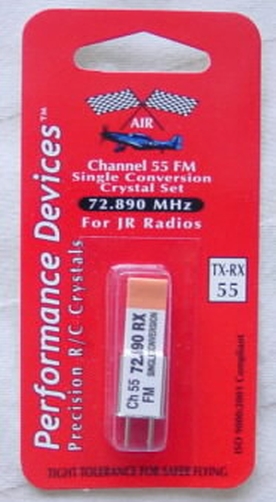 AIR
Channel 55 FM
Single Conversion
Crystal Set
72.890 MHz
For JR Radios
Performance Devices™
Precision R/C Crystals
TX-RX
55
Ch 55 72.890 RX
FM SINGLE CONVERSION
ISO 9000/2001 Compliant
TIGHT TOLERANCE FOR SAFER FLYING